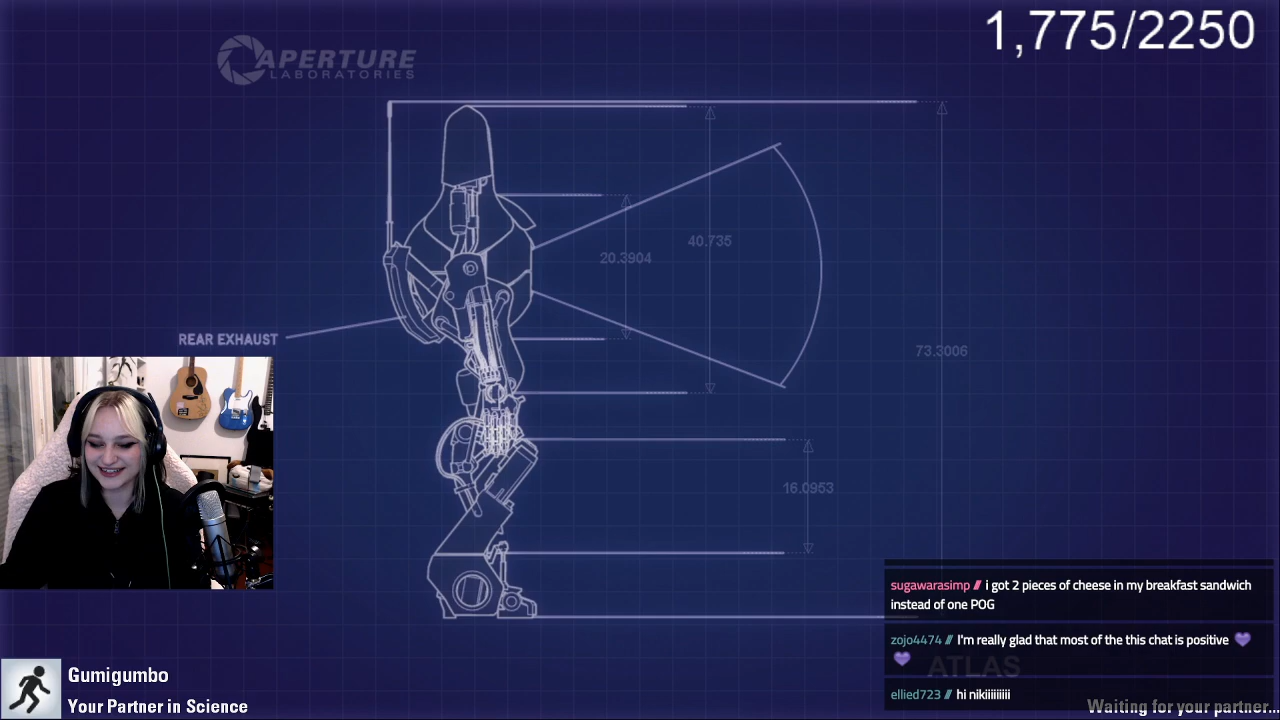 1,775/2250
APERTURE
LABORATORIES
40.735
20.3904
REAR EXHAUST
73.3006
16.0953
sugawarasimp // i got 2 pieces of cheese in my breakfast sandwich
instead of one POG
zojo4474 // I'm really glad that most of the this chat is positive 💜
💜
ATLAS
ellied723 // hi nikiiiiiiiii
Gumigumbo
Your Partner in Science
Waiting for your partner...